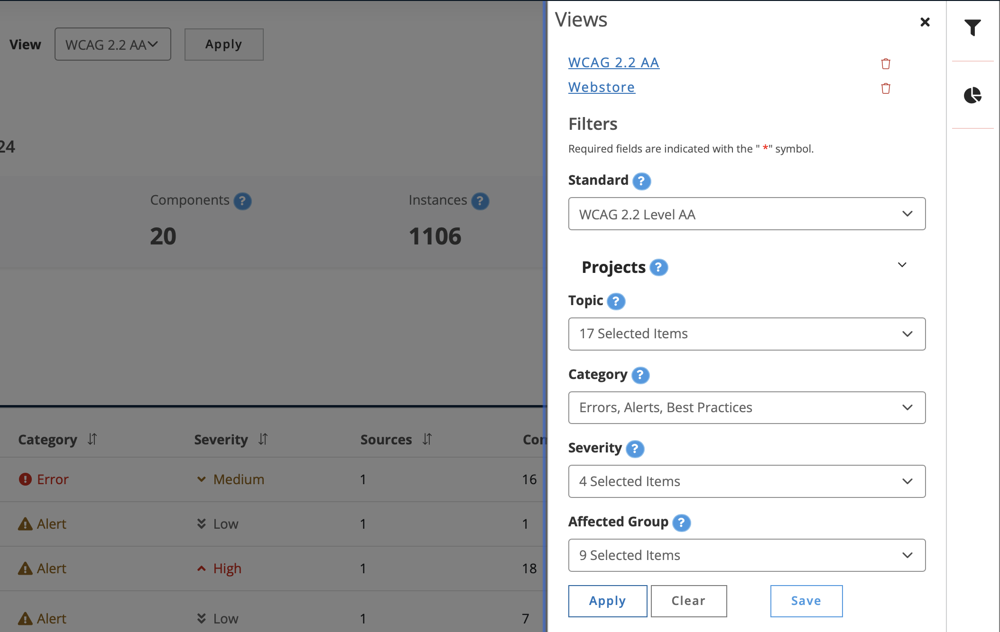 View
WCAG 2.2 AA
Apply
24
Components ?
20
Instances ?
1106
Category
Severity
Sources
Error
Medium
1
16
Alert
Low
1
1
Alert
High
1
18
Alert
Low
1
7
Views
WCAG 2.2 AA
Webstore
Filters
Required fields are indicated with the " *" symbol.
Standard ?
WCAG 2.2 Level AA
Projects ?
Topic ?
17 Selected Items
Category ?
Errors, Alerts, Best Practices
Severity ?
4 Selected Items
Affected Group ?
9 Selected Items
Apply
Clear
Save